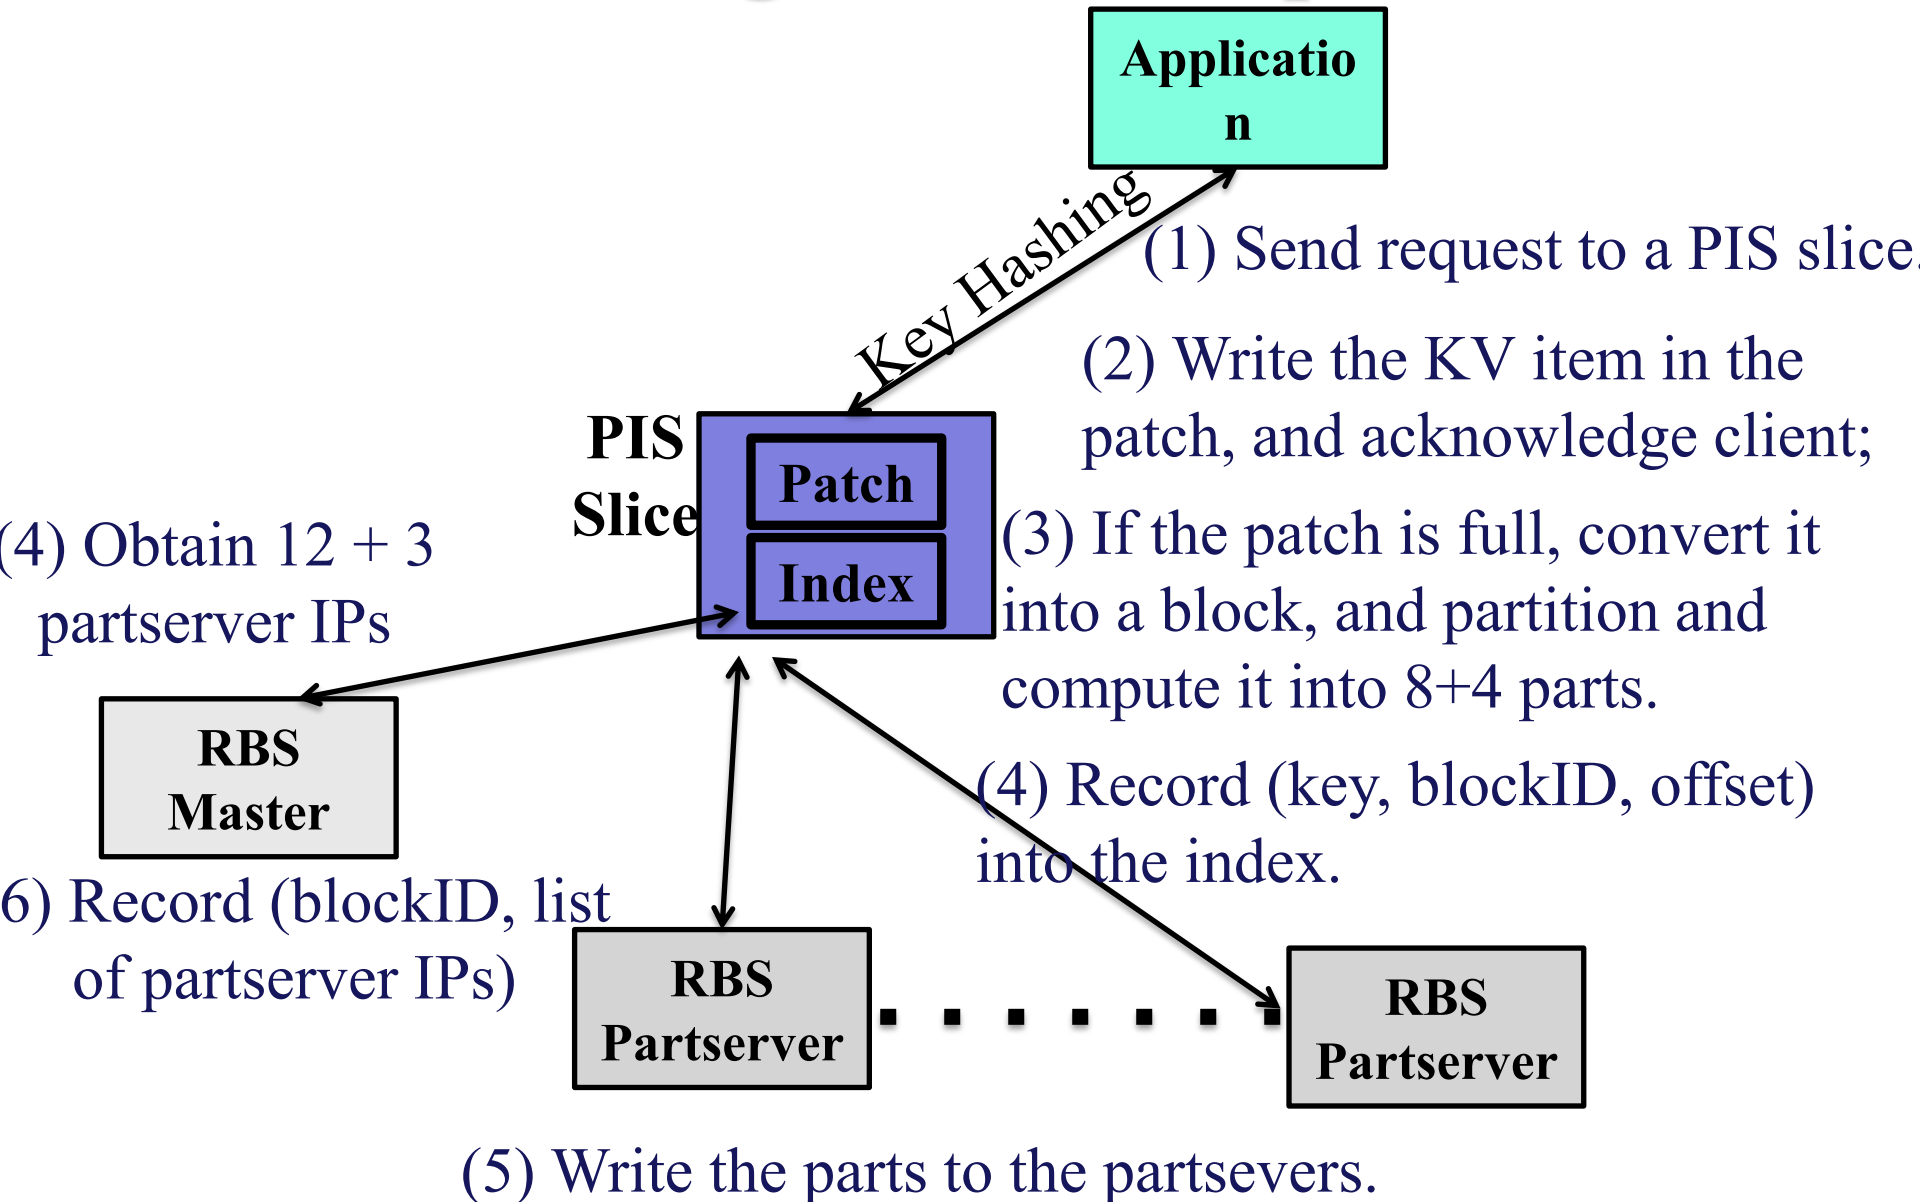 Applicatio
n
Key Hashing
(1) Send request to a PIS slice.
(2) Write the KV item in the
patch, and acknowledge client;
PIS
Slice
Patch
Index
(3) If the patch is full, convert it
into a block, and partition and
compute it into 8+4 parts.
(4) Obtain 12 + 3
partserver IPs
RBS
Master
(4) Record (key, blockID, offset)
into the index.
6) Record (blockID, list
of partserver IPs)
RBS
Partserver
RBS
Partserver
(5) Write the parts to the partsevers.